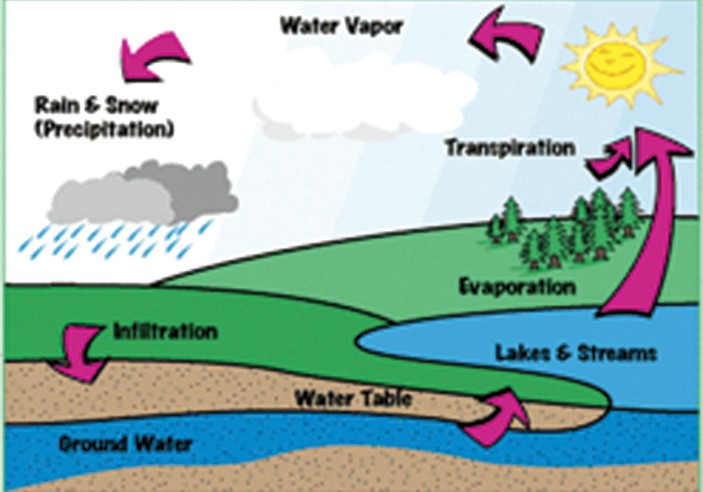 Water Vapor
Rain & Snow
(Precipitation)
Transpiration
Evaporation
Infiltration
Lakes & Streams
Water Table
Ground Water